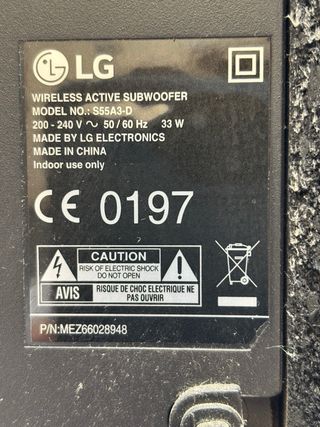 LG
WIRELESS ACTIVE SUBWOOFER
MODEL NO.: S55A3-D
200 - 240 V ~ 50 / 60 Hz 33 W
MADE BY LG ELECTRONICS
MADE IN CHINA
Indoor use only
CE 0197
CAUTION
RISK OF ELECTRIC SHOCK
DO NOT OPEN
AVIS
RISQUE DE CHOC ELECTRIQUE NE
PAS OUVRIR
P/N:MEZ66028948